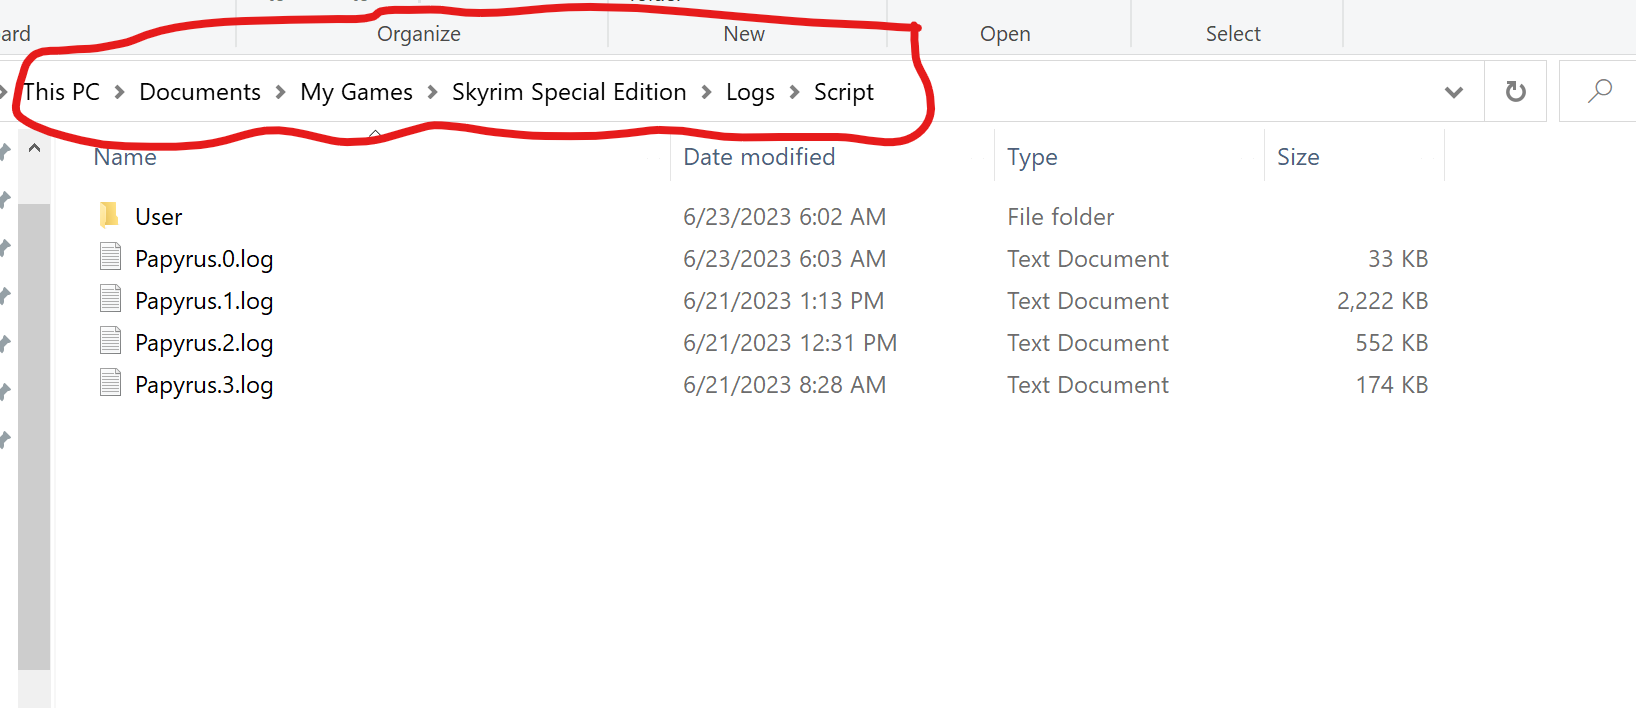 ard Organize New Open Select
This PC > Documents > My Games > Skyrim Special Edition > Logs > Script
Name Date modified Type Size
User 6/23/2023 6:02 AM File folder
Papyrus.0.log 6/23/2023 6:03 AM Text Document 33 KB
Papyrus.1.log 6/21/2023 1:13 PM Text Document 2,222 KB
Papyrus.2.log 6/21/2023 12:31 PM Text Document 552 KB
Papyrus.3.log 6/21/2023 8:28 AM Text Document 174 KB